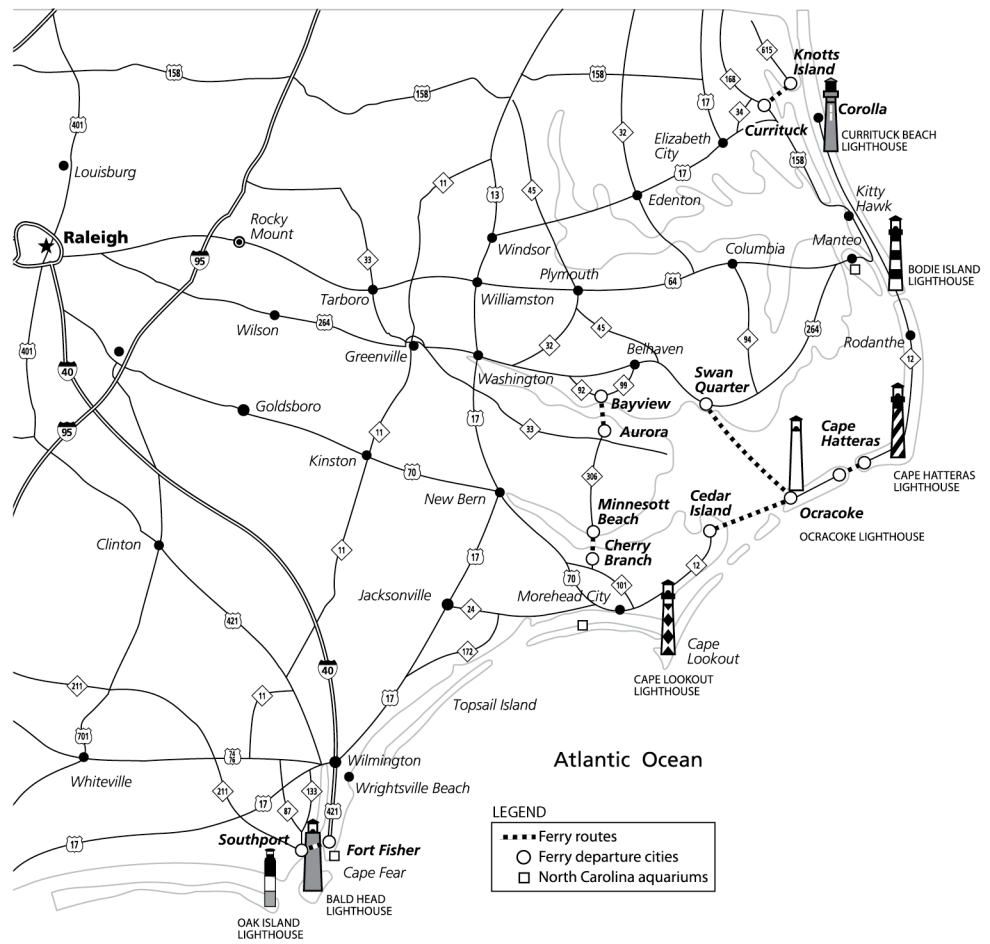 615
Knotts
Island
158
158
158
168
17
34
Corolla
401
32
Elizabeth
City
Currituck
CURRITUCK BEACH
LIGHTHOUSE
158
Louisburg
17
11
13
45
Edenton
Kitty
Hawk
Rocky
Mount
Raleigh
Windsor
Columbia
Manteo
95
33
Plymouth
BODIE ISLAND
LIGHTHOUSE
64
Tarboro
Williamston
Wilson
264
45
264
94
32
Rodanthe
401
Greenville
Belhaven
12
40
Washington
Swan
Quarter
92
99
Bayview
Goldsboro
17
33
Aurora
Cape
Hatteras
95
11
Kinston
70
306
CAPE HATTERAS
LIGHTHOUSE
New Bern
Minnesott
Beach
Cedar
Island
Ocracoke
OCRACOKE LIGHTHOUSE
Clinton
11
Cherry
Branch
17
12
70
101
Jacksonville
24
Morehead City
421
172
Cape
Lookout
40
CAPE LOOKOUT
LIGHTHOUSE
211
11
17
Topsail Island
701
74
76
Wilmington
Atlantic Ocean
Whiteville
Wrightsville Beach
211
133
17
87
421
LEGEND
Ferry routes
Ferry departure cities
North Carolina aquariums
17
Southport
Fort Fisher
Cape Fear
BALD HEAD
LIGHTHOUSE
OAK ISLAND
LIGHTHOUSE